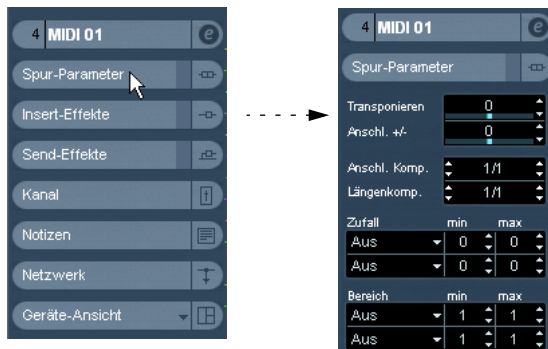 4 MIDI 01 e
Spur-Parameter
Insert-Effekte
Send-Effekte
Kanal
Notizen
Netzwerk
Geräte-Ansicht
4 MIDI 01 e
Spur-Parameter
Transponieren 0
Anschl. +/- 0
Anschl. Komp. 1/1
Längenkomp. 1/1
Zufall min max
Aus 0 0
Aus 0 0
Bereich min max
Aus 1 1
Aus 1 1